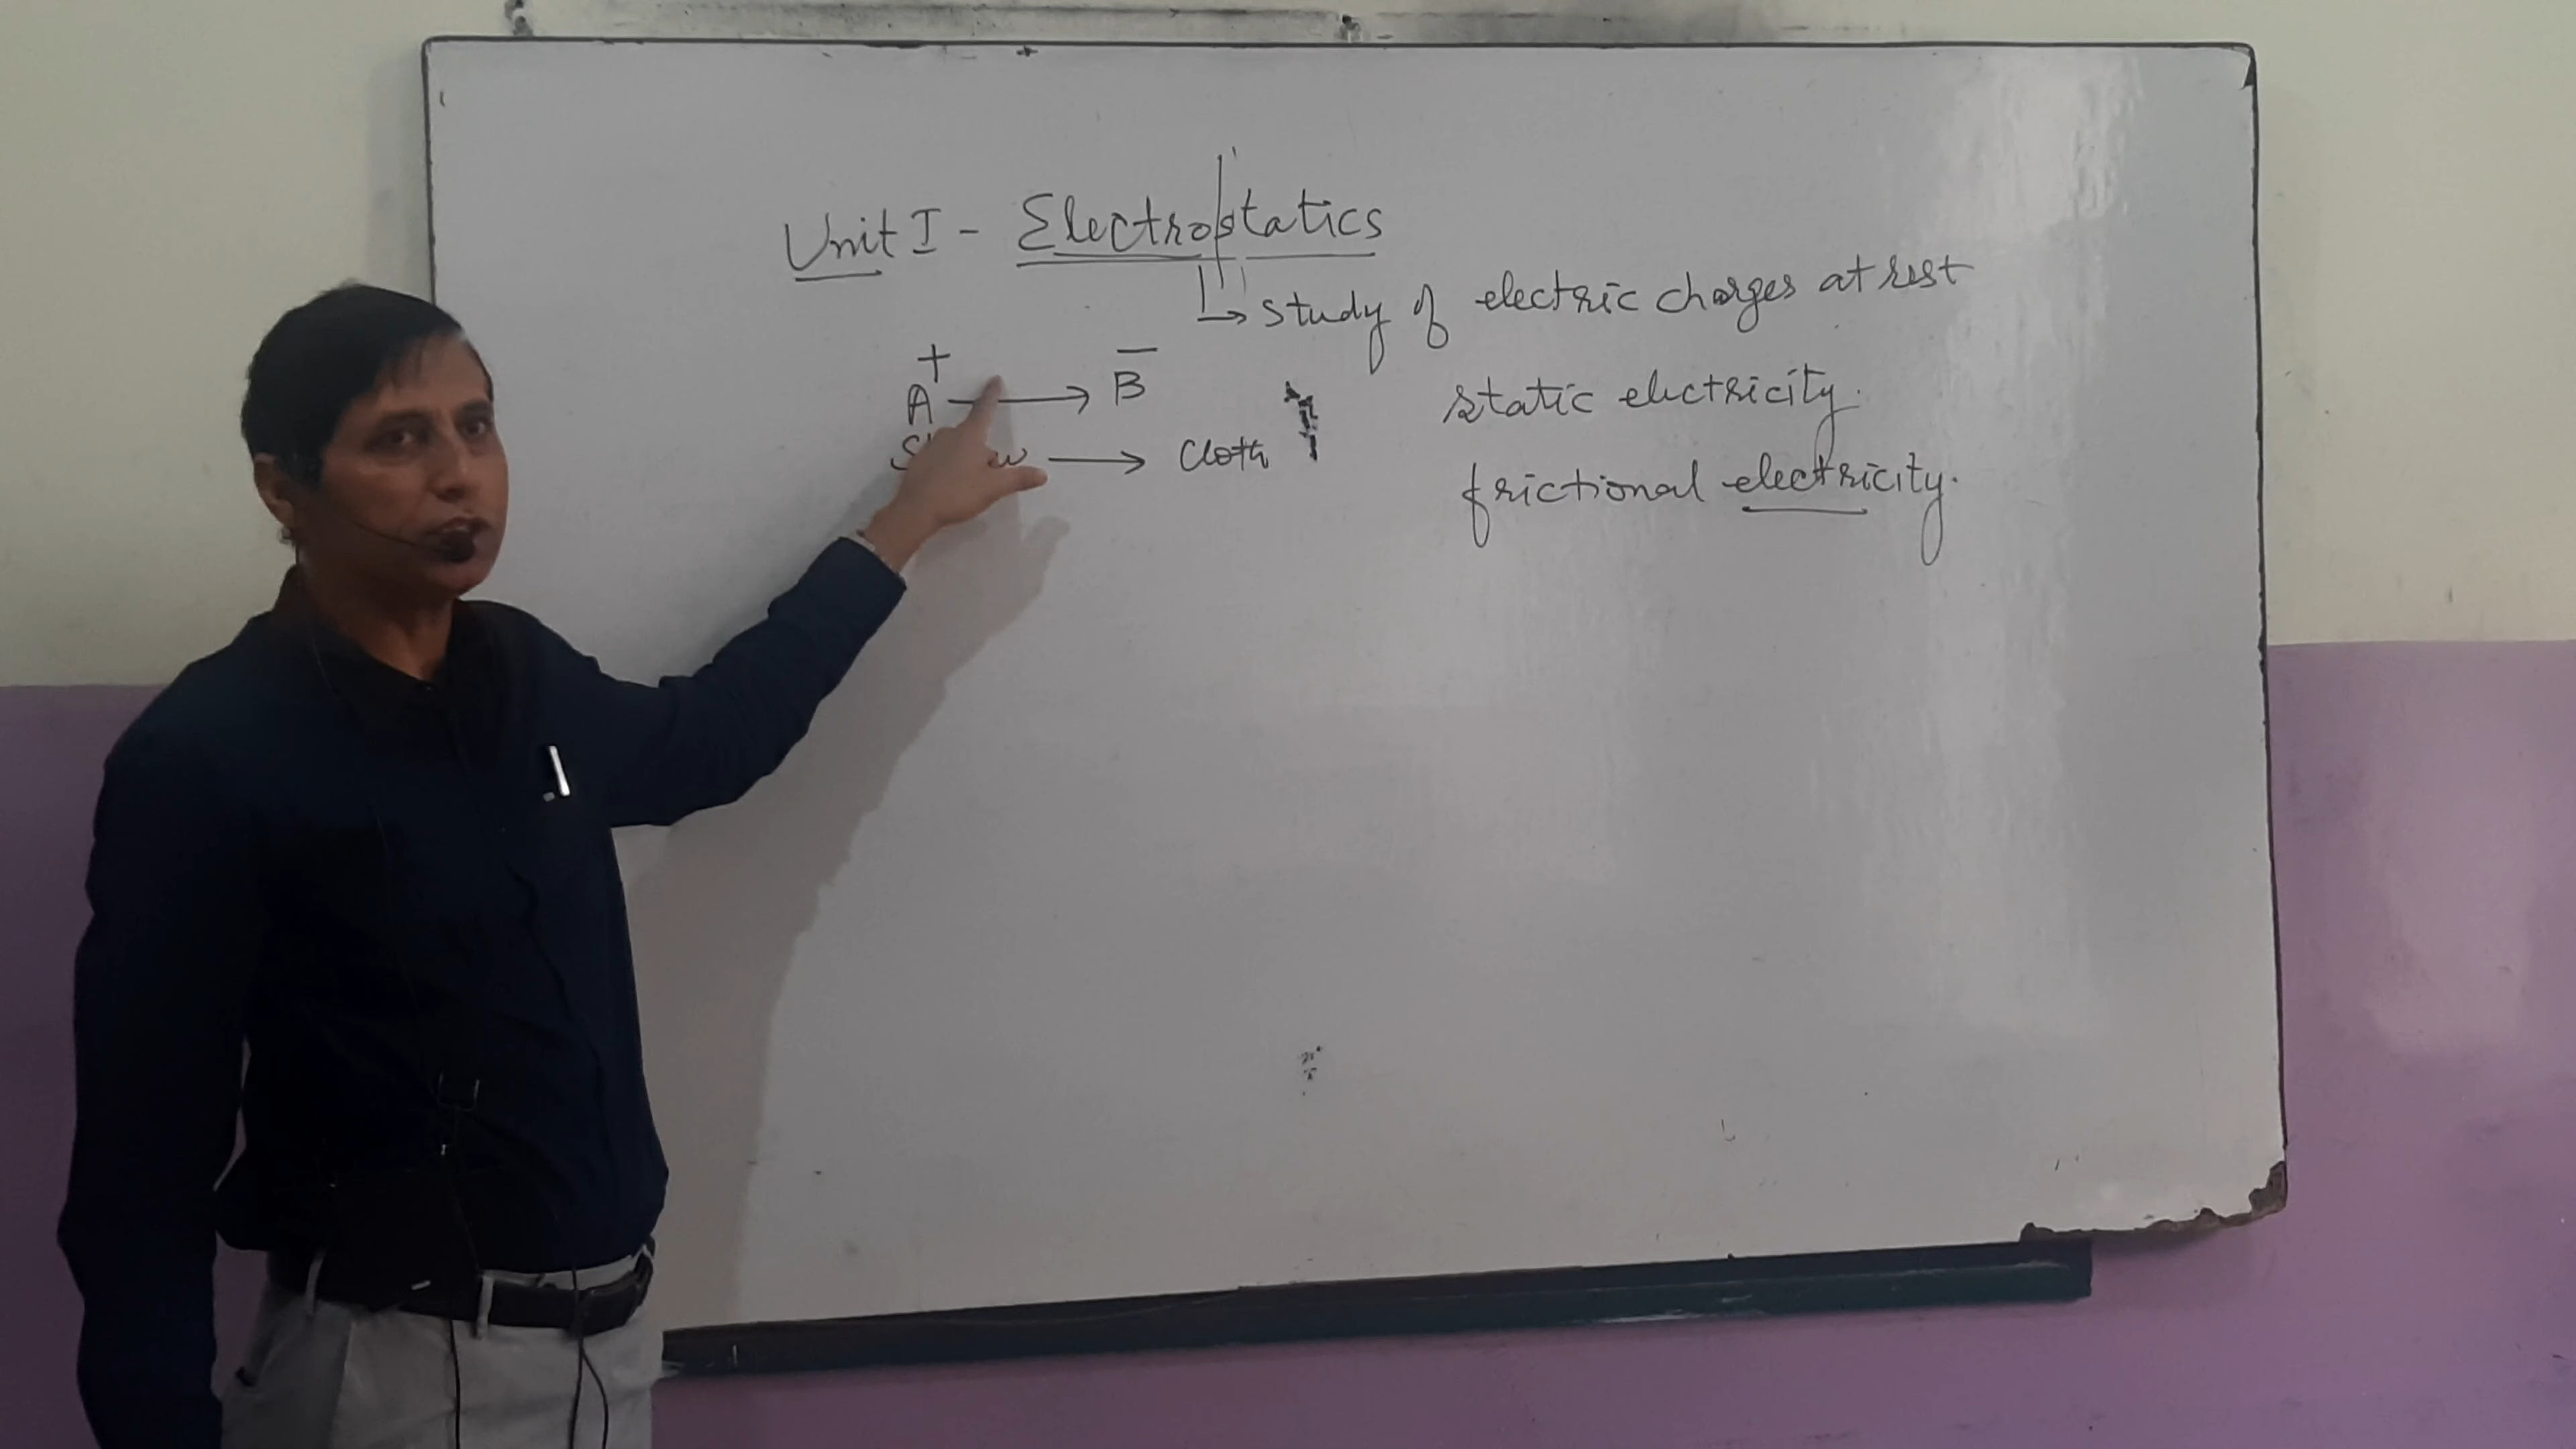 Unit I - Electrostatics
↳ study of electric charges at rest
+ −
A → B
static electricity.
→ Cloth
frictional electricity.